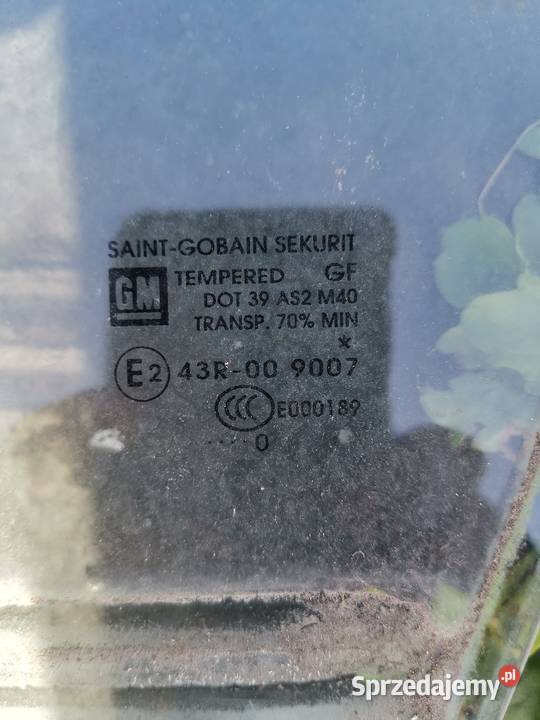 SAINT-GOBAIN SEKURIT
GM TEMPERED GF
DOT 39 AS2 M40
TRANSP. 70% MIN
*
E2 43R-00 9007
CCC E000189
....0
Sprzedajemy.pl